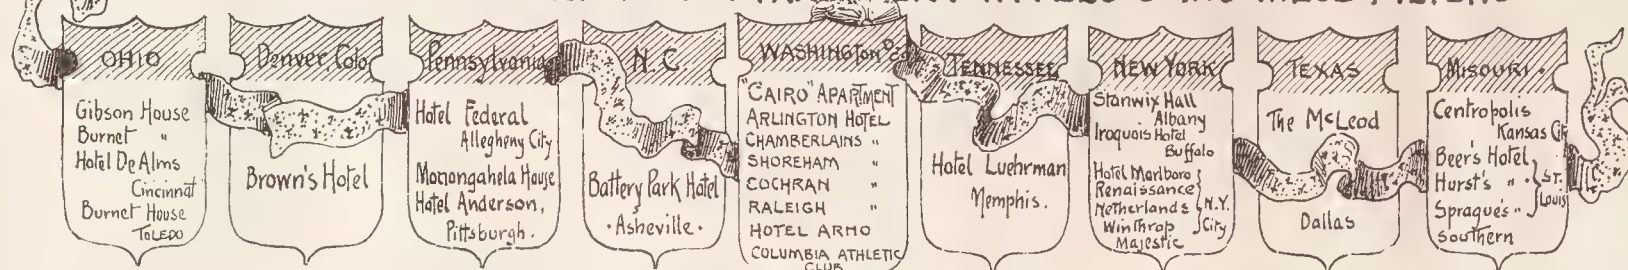 OHIO
Gibson House
Burnet "
Hotel De Alms
Cincinnat
Burnet House
TOLEDO
Denver, Colo
Brown's Hotel
Pennsylvania
Hotel Federal
Allegheny City
Monongahela House
Hotel Anderson,
Pittsburgh.
N.C.
Battery Park Hotel
·Asheville·
WASHINGTON D.C.
"CAIRO" APARTMENT
ARLINGTON HOTEL
CHAMBERLAINS "
SHOREHAM "
COCHRAN "
RALEIGH "
HOTEL ARNO
COLUMBIA ATHLETIC
CLUB
TENNESSEE
Hotel Luehrman
Memphis.
NEW YORK
Stanwix Hall
Albany
Iroquois Hotel
Buffalo
Hotel Marlboro
Renaissance
Netherlands } N.Y.
Winthrop } City
Majestic
TEXAS
The McLeod
Dallas
MISOURI.
Centropolis
Kansas City
Beer's Hotel
Hurst's " } ST.
Sprague's " } Louis
Southern